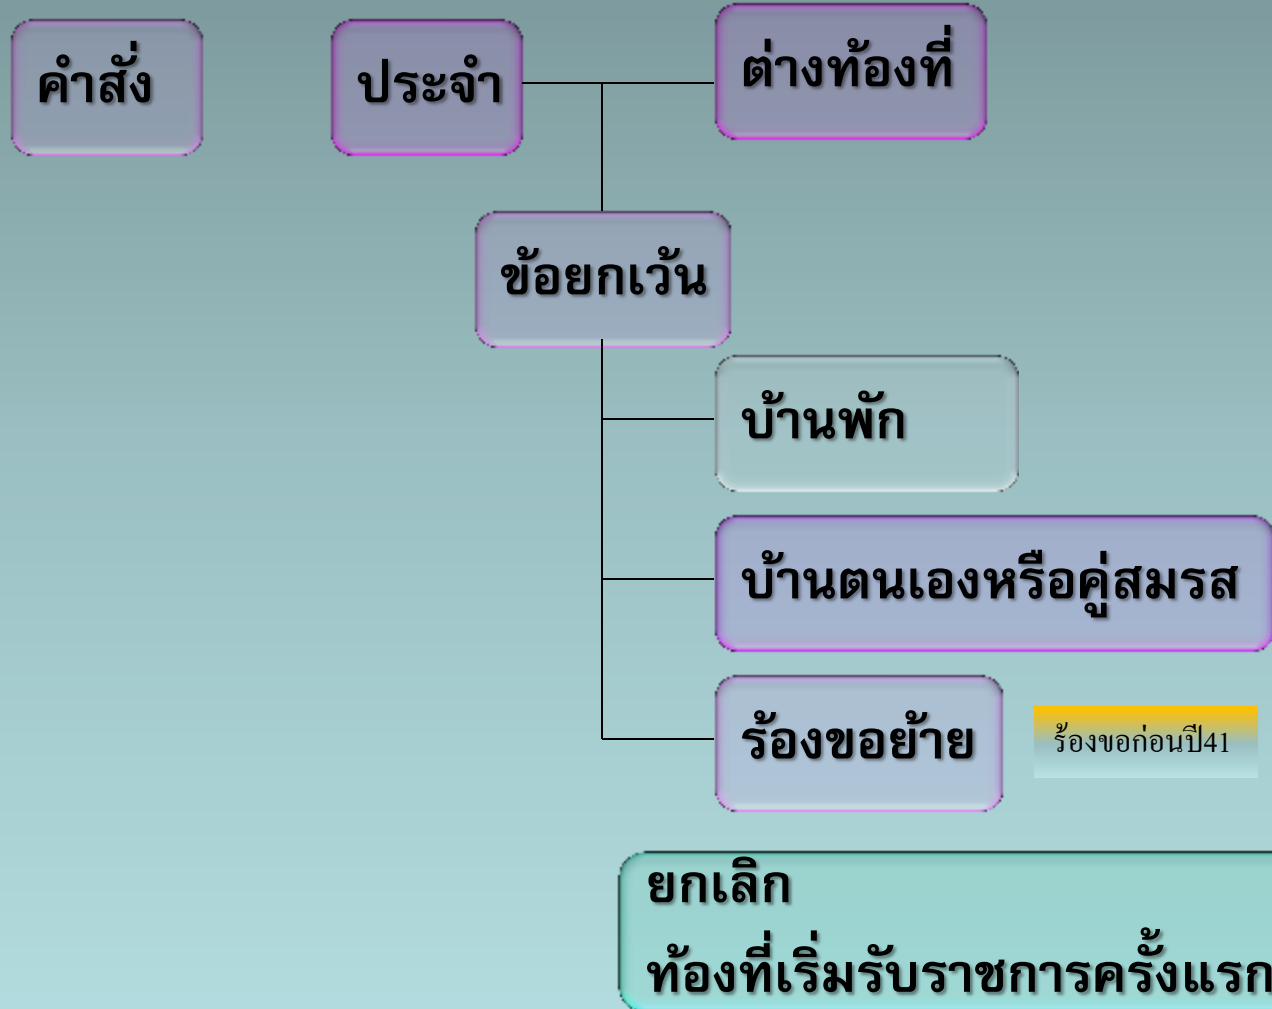 คำสั่ง
ประจำ
ต่างท้องที่
ข้อยกเว้น
บ้านพัก
บ้านตนเองหรือคู่สมรส
ร้องขอย้าย
ร้องขอก่อนปี41
ยกเลิก
ท้องที่เริ่มรับราชการครั้งแรก